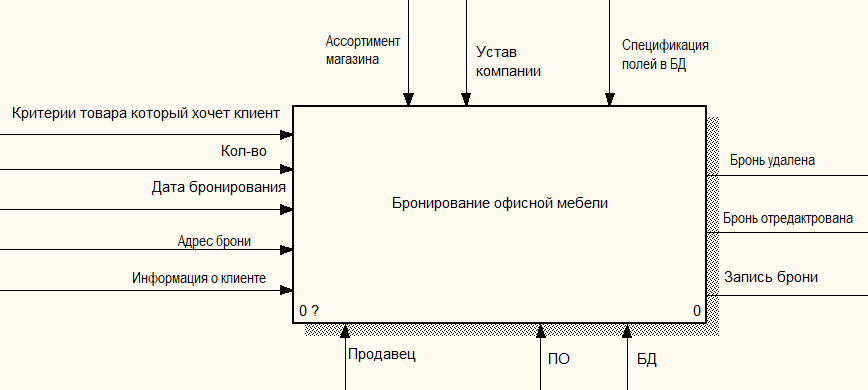 Ассортимент
магазина
Устав
компании
Спецификация
полей в БД
Критерии товара который хочет клиент
Кол-во
Дата бронирования
Адрес брони
Информация о клиенте
Бронирование офисной мебели
0 ?
0
Бронь удалена
Бронь отредактрована
Запись брони
Продавец
ПО
БД